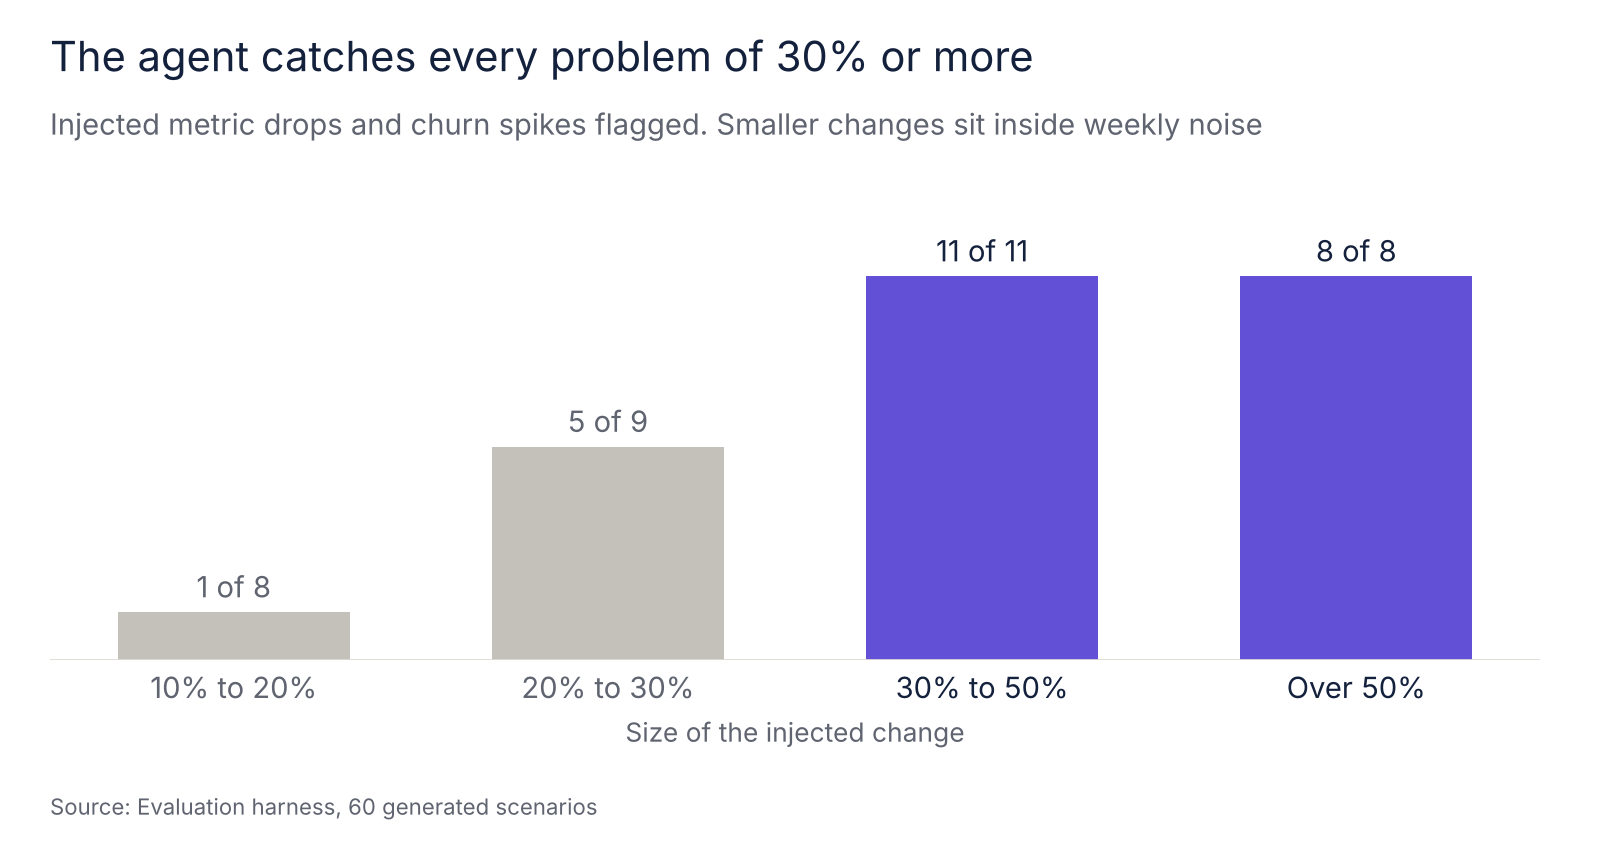 The agent catches every problem of 30% or more
Injected metric drops and churn spikes flagged. Smaller changes sit inside weekly noise
1 of 8
5 of 9
11 of 11
8 of 8
10% to 20%
20% to 30%
30% to 50%
Over 50%
Size of the injected change
Source: Evaluation harness, 60 generated scenarios